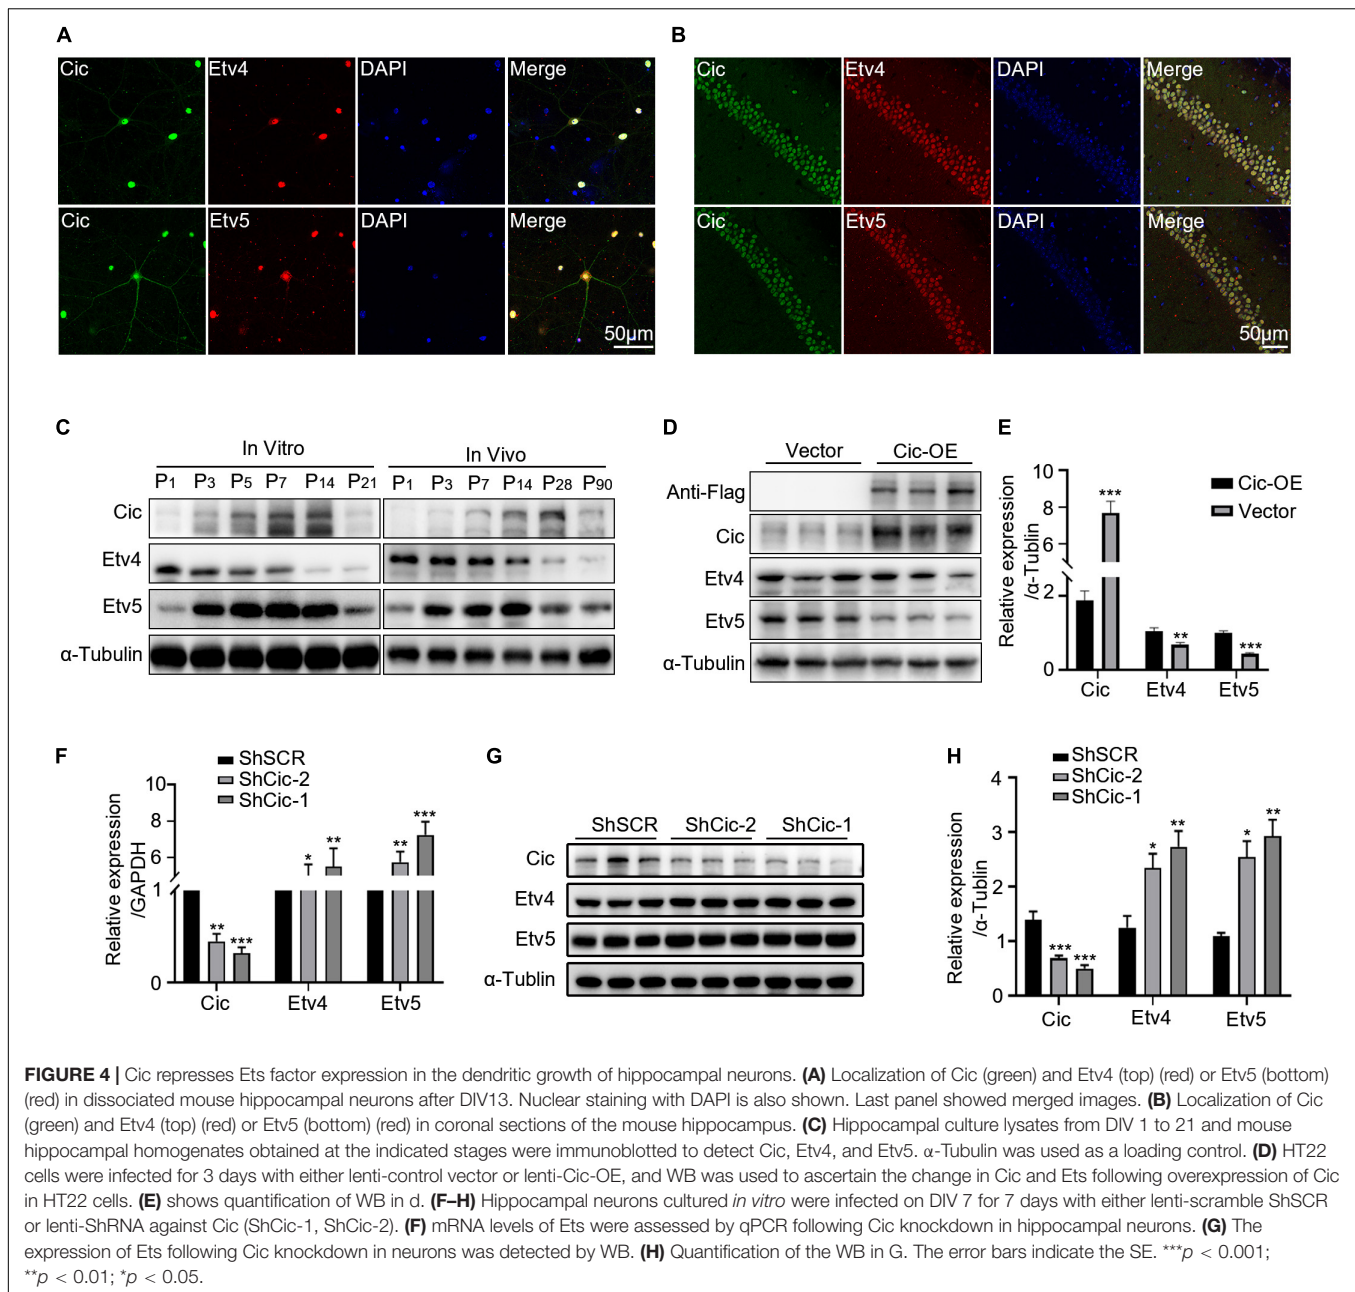 A
B
Cic
Etv4
DAPI
Merge
Cic
Etv4
DAPI
Merge
Cic
Etv5
DAPI
Merge
50μm
Cic
Etv5
DAPI
Merge
50μm
C
In Vitro
In Vivo
P1 P3 P5 P7 P14 P21
P1 P3 P7 P14 P28 P90
Cic
Etv4
Etv5
α-Tubulin
D
Vector
Cic-OE
Anti-Flag
Cic
Etv4
Etv5
α-Tubulin
E
Relative expression
/α-Tubulin
10
8
6
2
0
***
**
***
Cic-OE
Vector
Cic
Etv4
Etv5
F
ShSCR
ShCic-2
ShCic-1
Relative expression
/GAPDH
10
8
6
1
0
**
***
*
**
**
***
Cic
Etv4
Etv5
G
ShSCR
ShCic-2
ShCic-1
Cic
Etv4
Etv5
α-Tublin
H
ShSCR
ShCic-2
ShCic-1
Relative expression
/α-Tublin
4
3
2
1
0
***
***
*
**
*
**
Cic
Etv4
Etv5
FIGURE 4 | Cic represses Ets factor expression in the dendritic growth of hippocampal neurons. (A) Localization of Cic (green) and Etv4 (top) (red) or Etv5 (bottom)
(red) in dissociated mouse hippocampal neurons after DIV13. Nuclear staining with DAPI is also shown. Last panel showed merged images. (B) Localization of Cic
(green) and Etv4 (top) (red) or Etv5 (bottom) (red) in coronal sections of the mouse hippocampus. (C) Hippocampal culture lysates from DIV 1 to 21 and mouse
hippocampal homogenates obtained at the indicated stages were immunoblotted to detect Cic, Etv4, and Etv5. α-Tubulin was used as a loading control. (D) HT22
cells were infected for 3 days with either lenti-control vector or lenti-Cic-OE, and WB was used to ascertain the change in Cic and Ets following overexpression of Cic
in HT22 cells. (E) shows quantification of WB in d. (F–H) Hippocampal neurons cultured in vitro were infected on DIV 7 for 7 days with either lenti-scramble ShSCR
or lenti-ShRNA against Cic (ShCic-1, ShCic-2). (F) mRNA levels of Ets were assessed by qPCR following Cic knockdown in hippocampal neurons. (G) The
expression of Ets following Cic knockdown in neurons was detected by WB. (H) Quantification of the WB in G. The error bars indicate the SE. ***p < 0.001;
**p < 0.01; *p < 0.05.